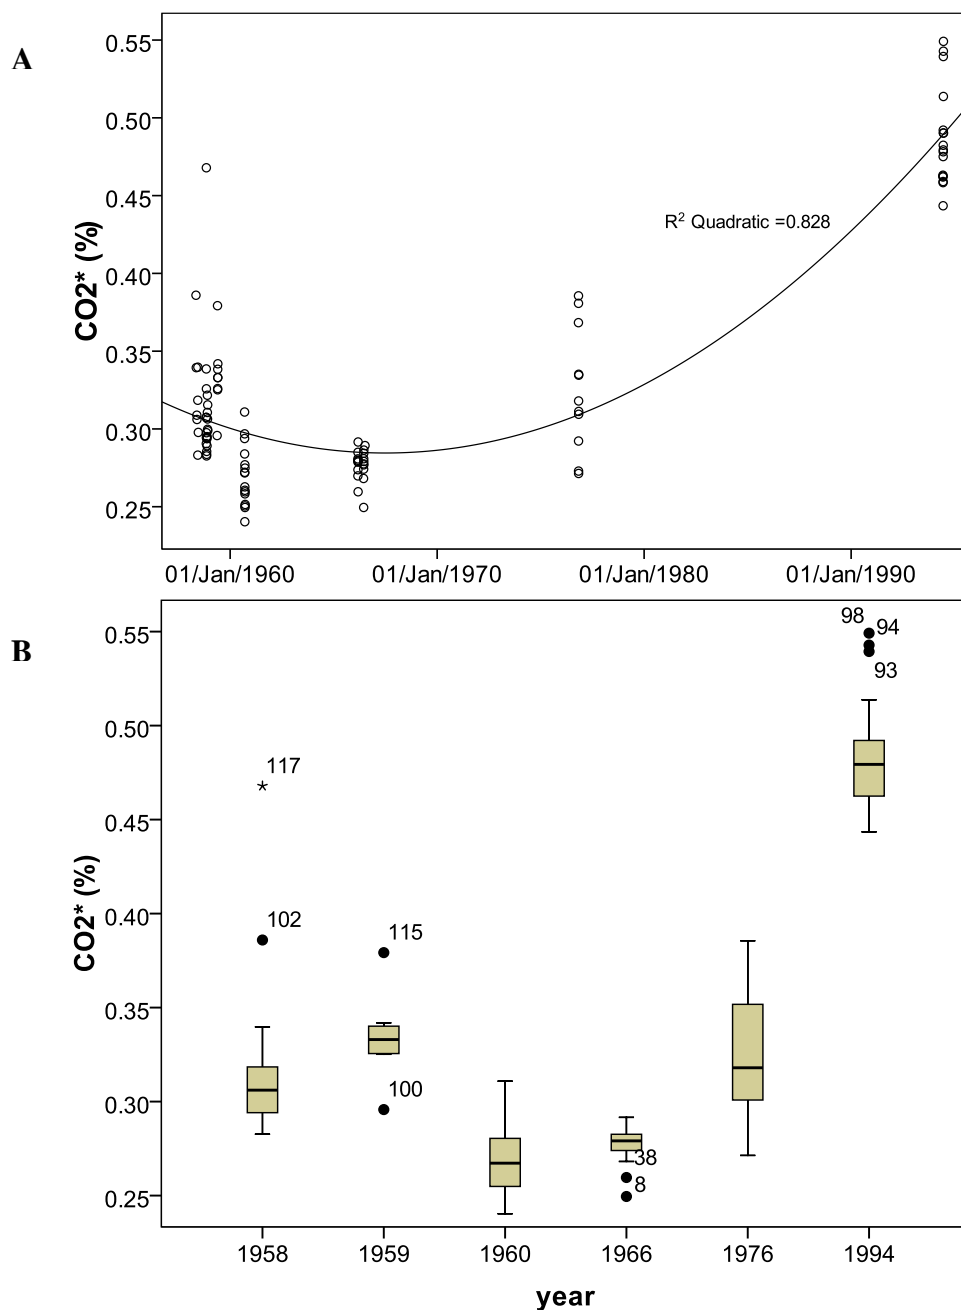 A
0.55
0.50
0.45
0.40
0.35
0.30
0.25
CO2* (%)
R² Quadratic =0.828
01/Jan/1960 01/Jan/1970 01/Jan/1980 01/Jan/1990
B
0.55
0.50
0.45
0.40
0.35
0.30
0.25
CO2* (%)
98 94
93
117
102
115
100
38
8
1958 1959 1960 1966 1976 1994
year